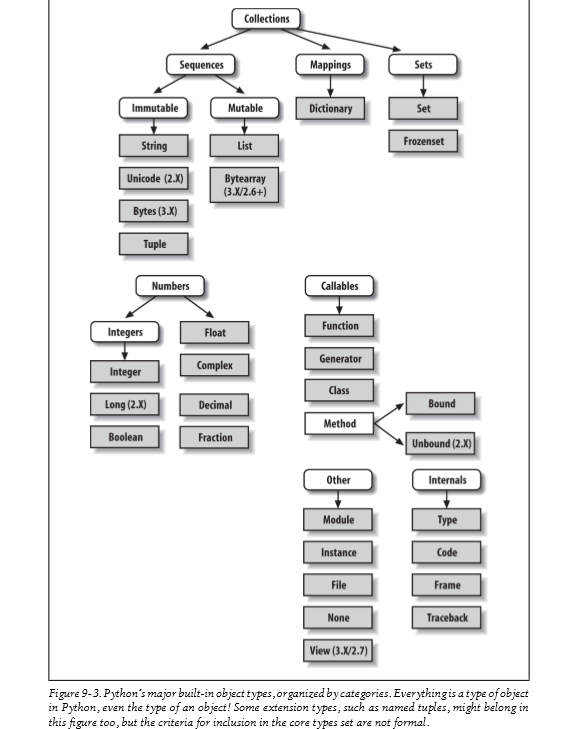 Collections
Sequences
Mappings
Sets
Immutable
Mutable
Dictionary
Set
String
List
Frozenset
Unicode (2.X)
Bytearray
(3.X/2.6+)
Bytes (3.X)
Tuple
Numbers
Callables
Integers
Float
Function
Integer
Complex
Generator
Long (2.X)
Decimal
Class
Bound
Boolean
Fraction
Method
Unbound (2.X)
Other
Internals
Module
Type
Instance
Code
File
Frame
None
Traceback
View (3.X/2.7)
Figure 9-3. Python's major built-in object types, organized by categories. Everything is a type of object
in Python, even the type of an object! Some extension types, such as named tuples, might belong in
this figure too, but the criteria for inclusion in the core types set are not formal.